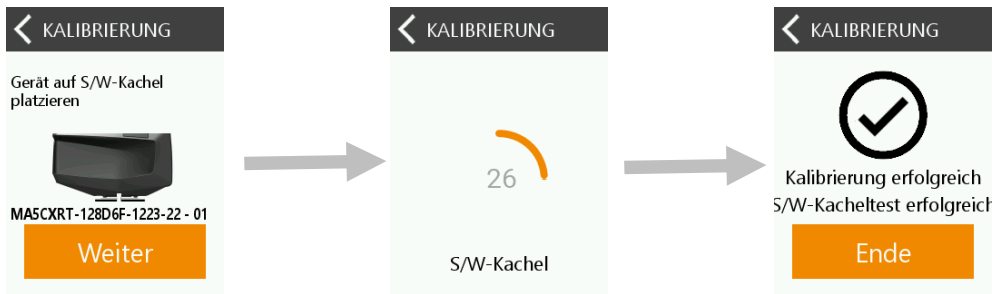 KALIBRIERUNG
Gerät auf S/W-Kachel
platzieren
MA5CXRT-128D6F-1223-22 - 01
Weiter
KALIBRIERUNG
26
S/W-Kachel
KALIBRIERUNG
Kalibrierung erfolgreich
S/W-Kacheltest erfolgreich
Ende